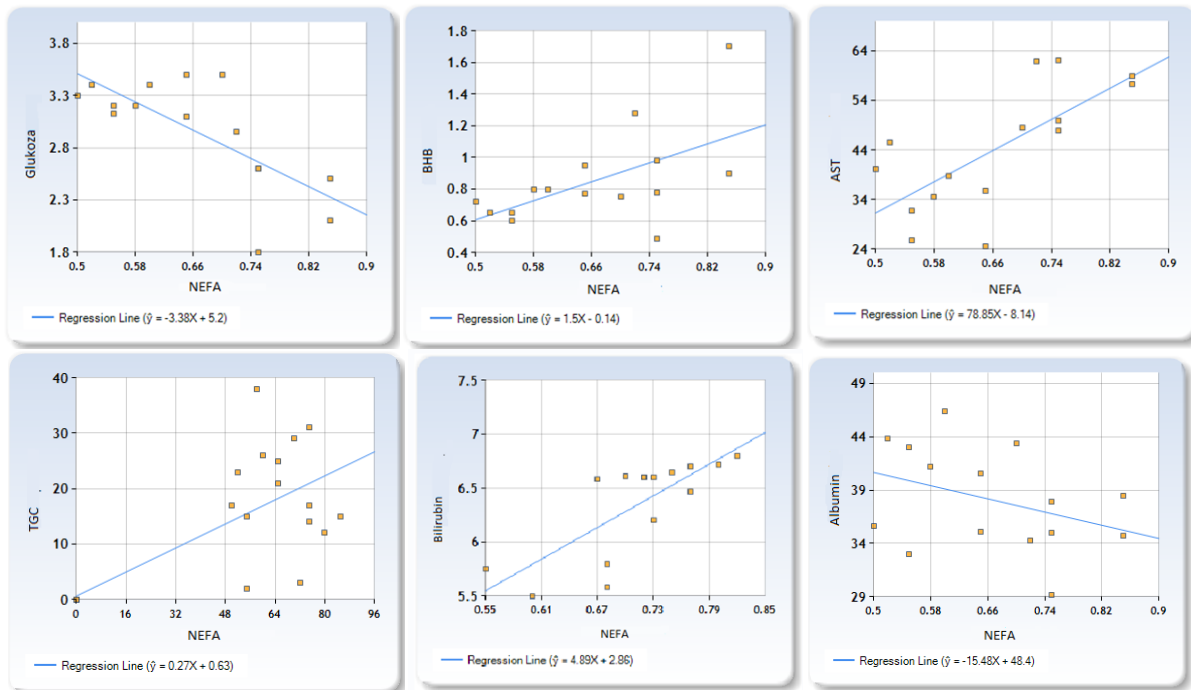 3.8
3.3
2.8
2.3
1.8
Glukoza
0.5 0.58 0.66 0.74 0.82 0.9
NEFA
Regression Line (ŷ = -3.38X + 5.2)
1.8
1.6
1.4
1.2
1
0.8
0.6
0.4
BHB
0.5 0.58 0.66 0.74 0.82 0.9
NEFA
Regression Line (ŷ = 1.5X - 0.14)
64
54
44
34
24
AST
0.5 0.58 0.66 0.74 0.82 0.9
NEFA
Regression Line (ŷ = 78.85X - 8.14)
40
30
20
10
0
TGC
0 16 32 48 64 80 96
NEFA
Regression Line (ŷ = 0.27X + 0.63)
7.5
7
6.5
6
5.5
Bilirubin
0.55 0.61 0.67 0.73 0.79 0.85
NEFA
Regression Line (ŷ = 4.89X + 2.86)
49
44
39
34
29
Albumin
0.5 0.58 0.66 0.74 0.82 0.9
NEFA
Regression Line (ŷ = -15.48X + 48.4)